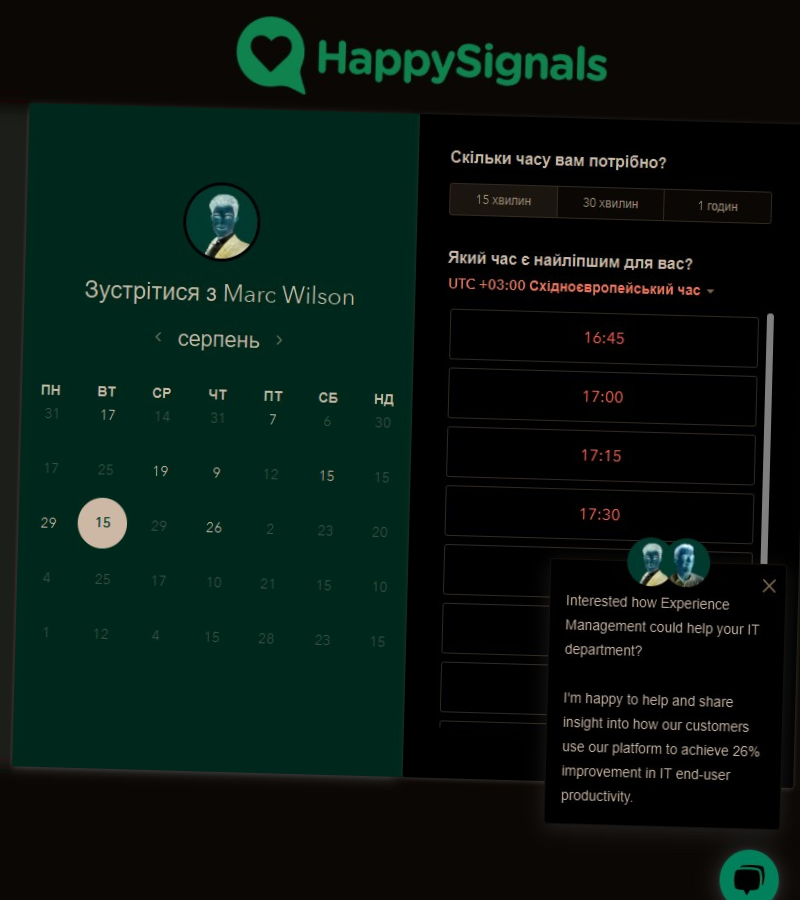 HappySignals
Зустрітися з Marc Wilson
серпень
ПН ВТ СР ЧТ ПТ СБ НД
31 17 14 31 7 6 30
17 25 19 9 12 15 15
29 15 29 26 2 23 20
4 25 17 10 21 15 10
1 12 4 15 28 23 15
Скільки часу вам потрібно?
15 хвилин 30 хвилин 1 годин
Який час є найліпшим для вас?
UTC +03:00 Східноєвропейський час
16:45
17:00
17:15
17:30
Interested how Experience
Management could help your IT
department?
I'm happy to help and share
insight into how our customers
use our platform to achieve 26%
improvement in IT end-user
productivity.